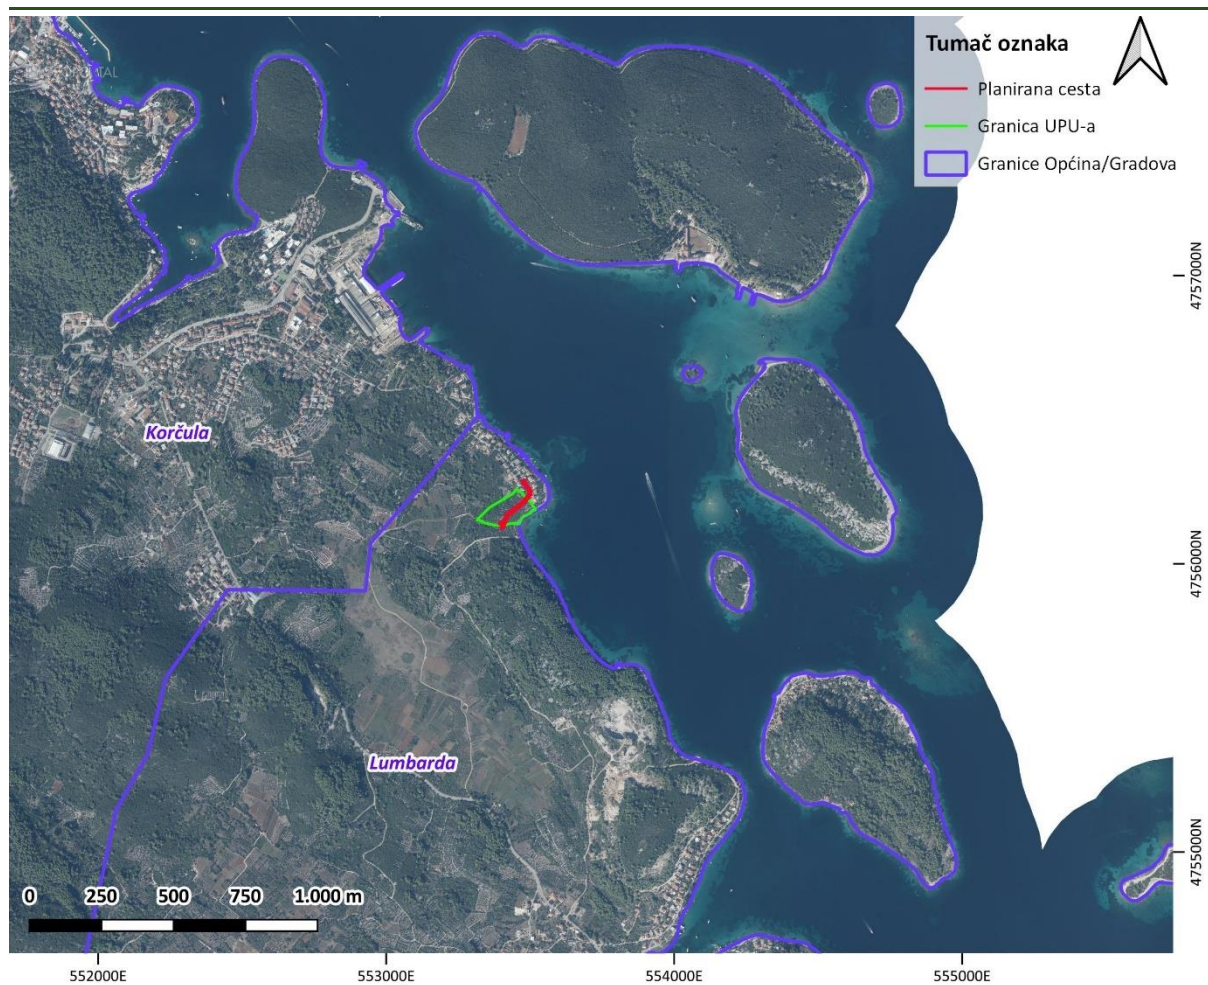 Tumač oznaka
Planirana cesta
Granica UPU-a
Granice Općina/Gradova
4757000N
Korčula
4756000N
Lumbarda
4755000N
0 250 500 750 1.000 m
552000E 553000E 554000E 555000E